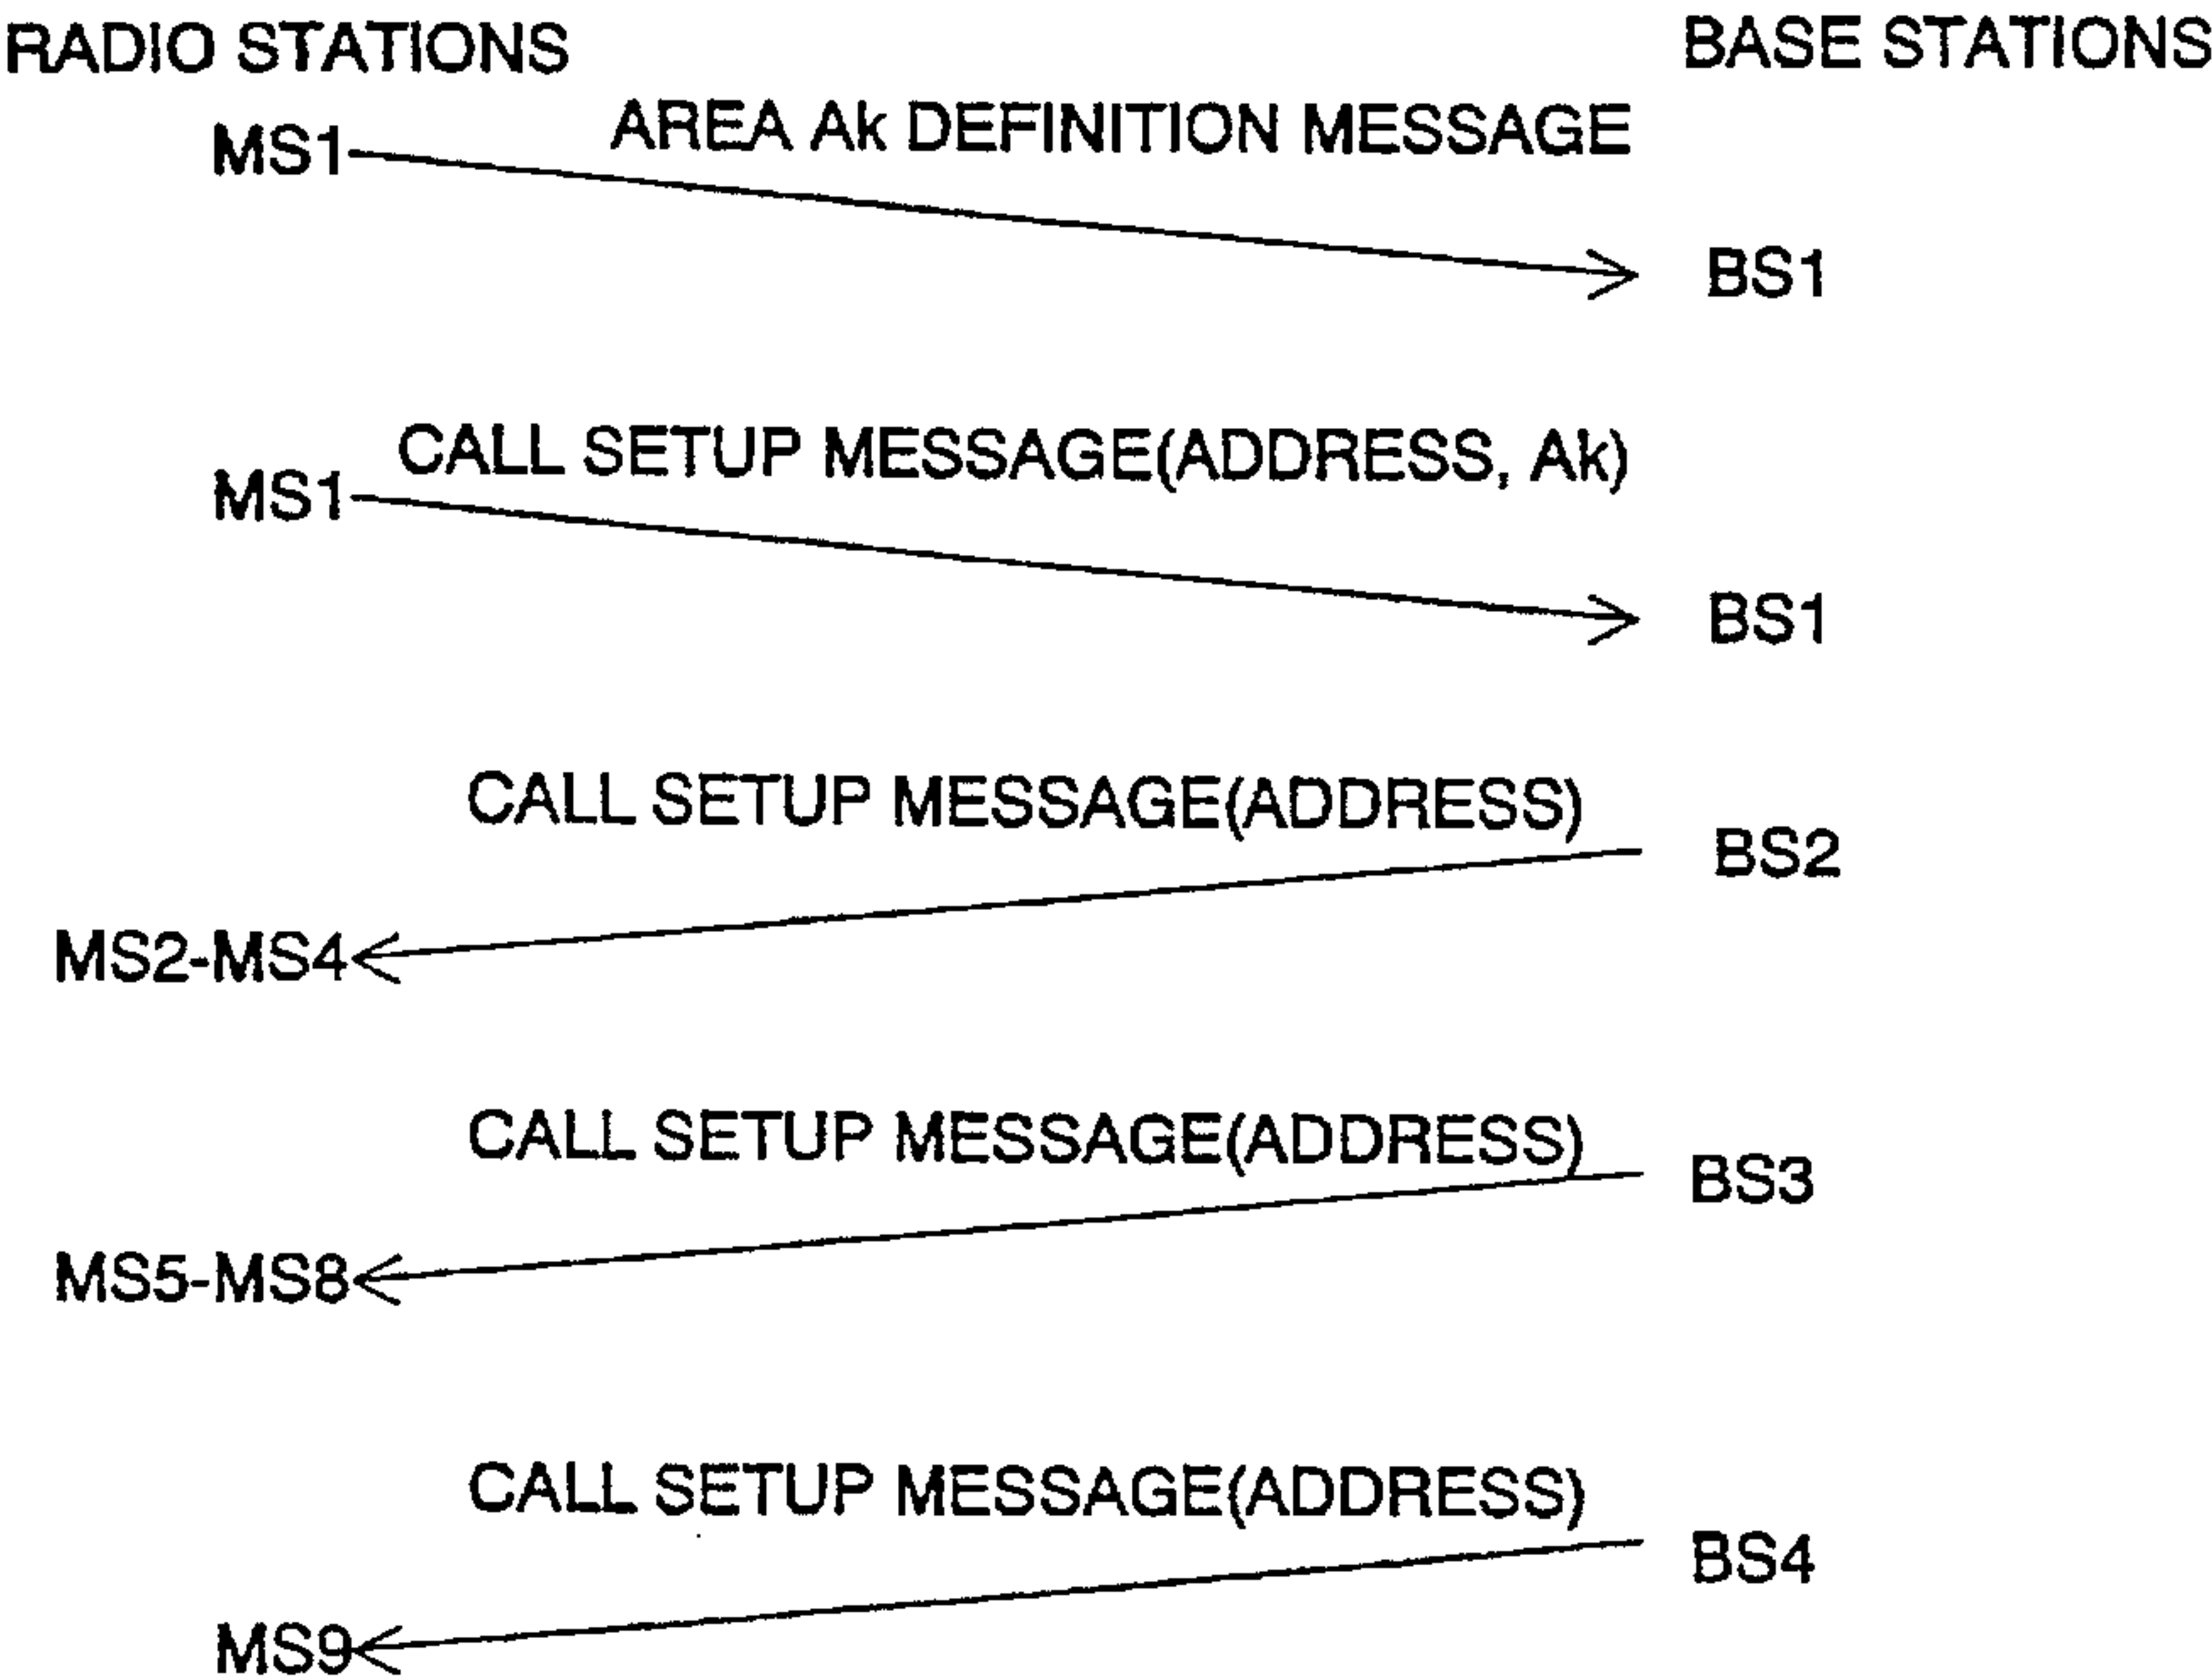 RADIO STATIONS BASE STATIONS
AREA Ak DEFINITION MESSAGE
MS1
BS1
CALL SETUP MESSAGE(ADDRESS, Ak)
MS1
BS1
CALL SETUP MESSAGE(ADDRESS)
BS2
MS2-MS4
CALL SETUP MESSAGE(ADDRESS)
BS3
MS5-MS8
CALL SETUP MESSAGE(ADDRESS)
BS4
MS9